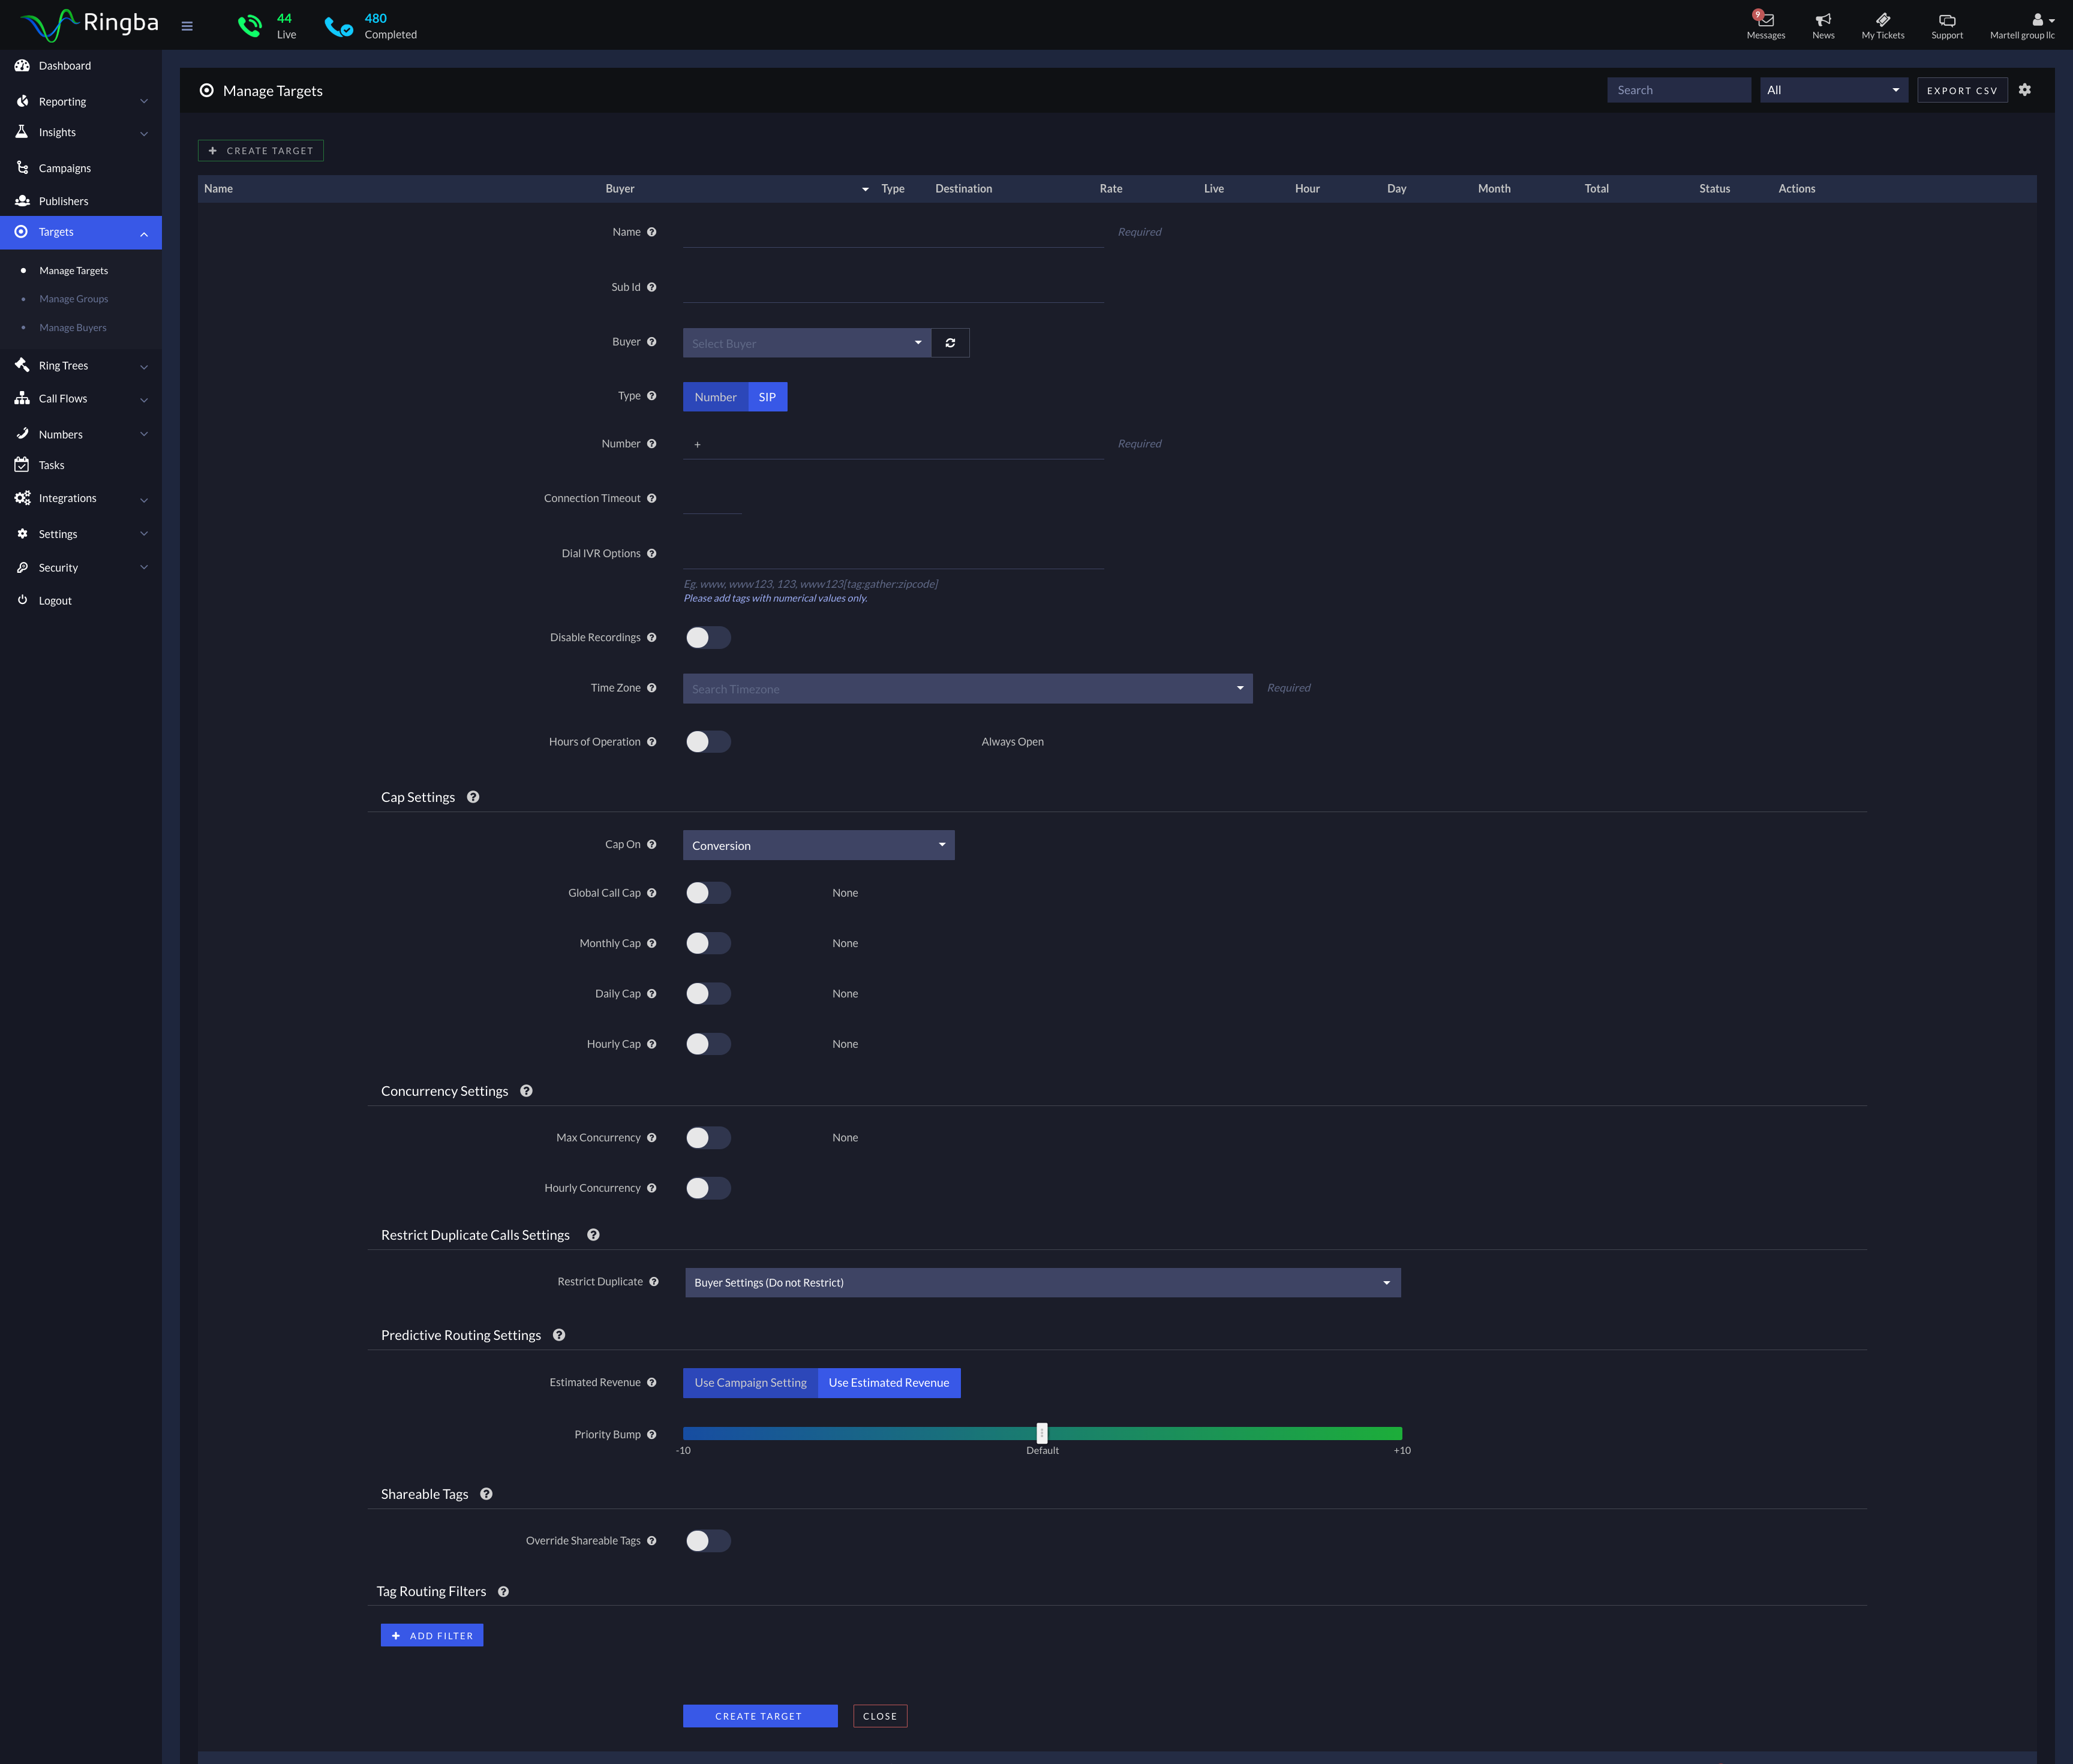 Ringba
44
Live
480
Completed
9
Messages
News
My Tickets
Support
Martell group llc
Dashboard
Reporting
Insights
Campaigns
Publishers
Targets
Manage Targets
Manage Groups
Manage Buyers
Ring Trees
Call Flows
Numbers
Tasks
Integrations
Settings
Security
Logout
Manage Targets
Search
All
EXPORT CSV
+ CREATE TARGET
Name Buyer Type Destination Rate Live Hour Day Month Total Status Actions
Name Required
Sub Id
Buyer Select Buyer
Type Number SIP
Number + Required
Connection Timeout
Dial IVR Options
Eg. www, www123, 123, www123[tag:gather:zipcode]
Please add tags with numerical values only.
Disable Recordings
Time Zone Search Timezone Required
Hours of Operation Always Open
Cap Settings
Cap On Conversion
Global Call Cap None
Monthly Cap None
Daily Cap None
Hourly Cap None
Concurrency Settings
Max Concurrency None
Hourly Concurrency
Restrict Duplicate Calls Settings
Restrict Duplicate Buyer Settings (Do not Restrict)
Predictive Routing Settings
Estimated Revenue Use Campaign Setting Use Estimated Revenue
Priority Bump
-10 Default +10
Shareable Tags
Override Shareable Tags
Tag Routing Filters
+ ADD FILTER
CREATE TARGET CLOSE